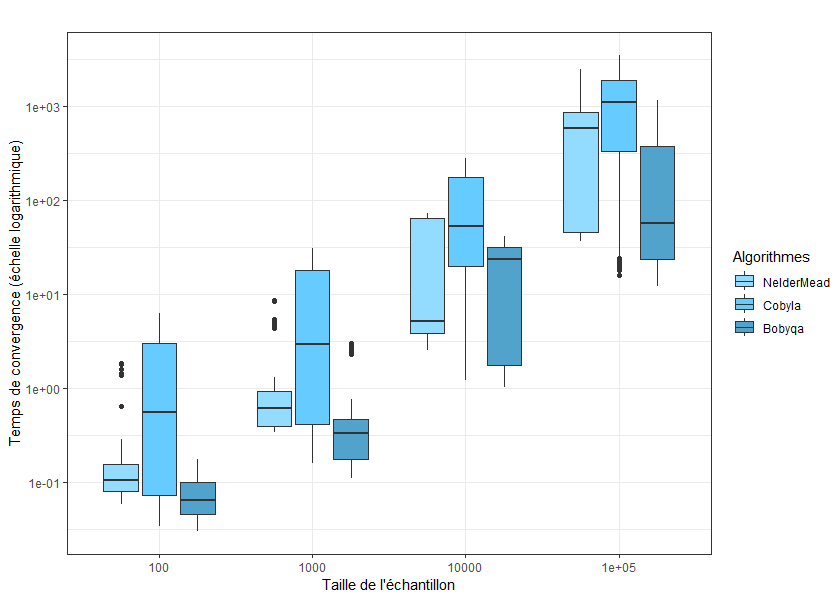 Temps de convergence (échelle logarithmique)
1e+03
1e+02
1e+01
1e+00
1e-01
100
1000
10000
1e+05
Taille de l'échantillon
Algorithmes
NelderMead
Cobyla
Bobyqa